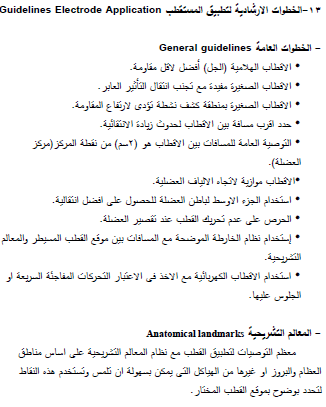 ١٣-الخطوات الارشادية لتطبيق المستقطب Guidelines Electrode Application
– الخطوات العامة General guidelines
• الاقطاب الهلامية (الجل) أفضل لاقل مقاومة.
• الاقطاب الصغيرة مفيدة مع تجنب انتقال التأثير العابر.
• الاقطاب الصغيرة بمنطقة كشف نشطة تؤدى لارتفاع المقاومة.
• حدد اقرب مسافة بين الاقطاب لحدوث زيادة الانتقائية.
• التوصية العامة للمسافات بين الاقطاب هو (٢سم) من نقطة المركز(مركز
العضلة).
•الاقطاب موازية لاتجاه الالياف العضلية.
• استخدام الجزء الاوسط لباطن العضلة للحصول على افضل انتقالية.
• الحرص على عدم تحريك القطب عند تقصير العضلة.
• إستخدام نظام الخارطة الموضحة مع المسافات بين موقع القطب المسيطر والمعالم
التشريحية.
• استخدام الاقطاب الكهربائية مع الاخذ فى الاعتبار التحركات المفاجئة السريعة او
الجلوس عليها.
– المعالم التشريحية Anatomical landmarks
معظم التوصيات لتطبيق القطب مع نظام المعالم التشريحية على اساس مناطق
العظام والبروز او غيرها من الهياكل التى يمكن بسهولة ان تلمس وتستخدم هذه النقاط
لتحدد بوضوح بموقع القطب المختار.